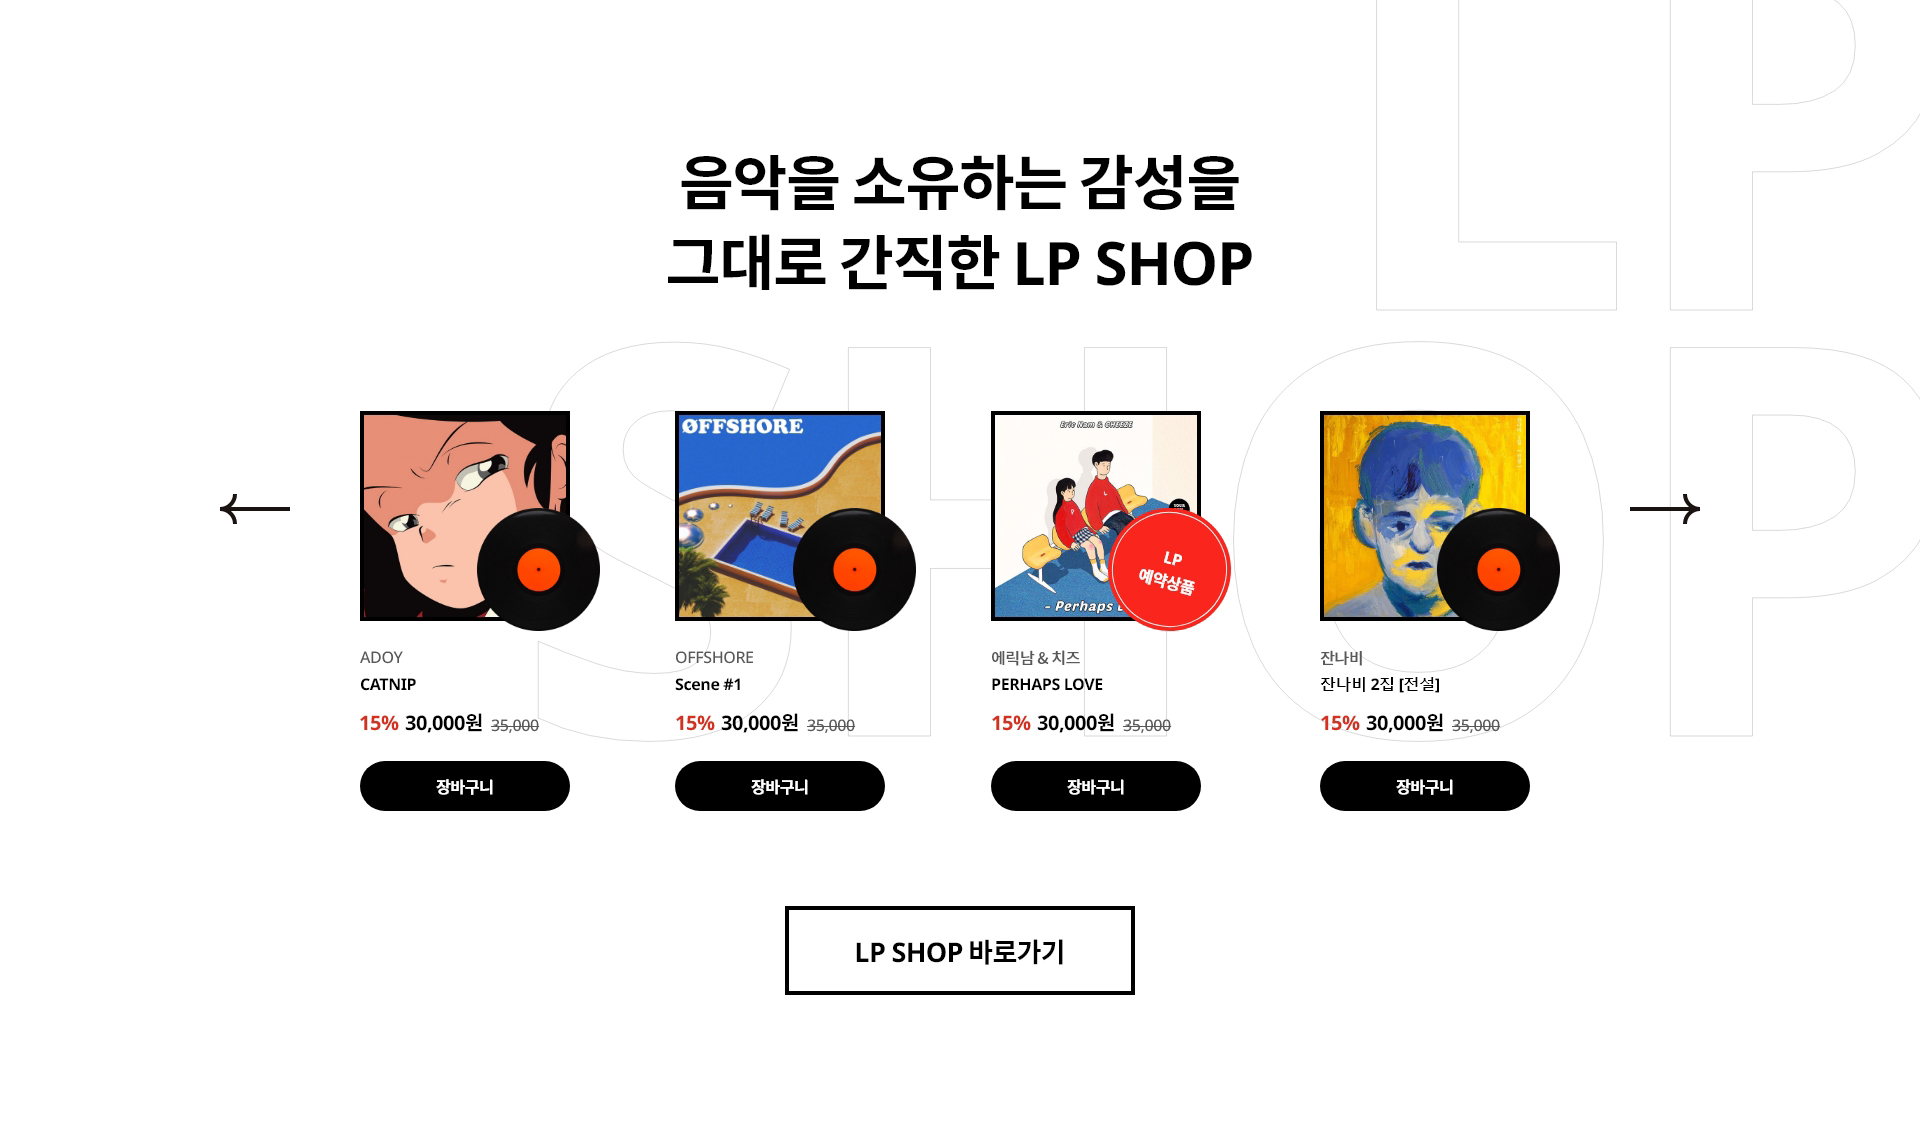 LP
음악을 소유하는 감성을
그대로 간직한 LP SHOP
SHOP
ØFFSHORE
Eric Nam & CHEEZE
- Perhaps
LP
예약상품
ADOY
CATNIP
15% 30,000원 35,000
장바구니
OFFSHORE
Scene #1
15% 30,000원 35,000
장바구니
에릭남 & 치즈
PERHAPS LOVE
15% 30,000원 35,000
장바구니
잔나비
잔나비 2집 [전설]
15% 30,000원 35,000
장바구니
LP SHOP 바로가기